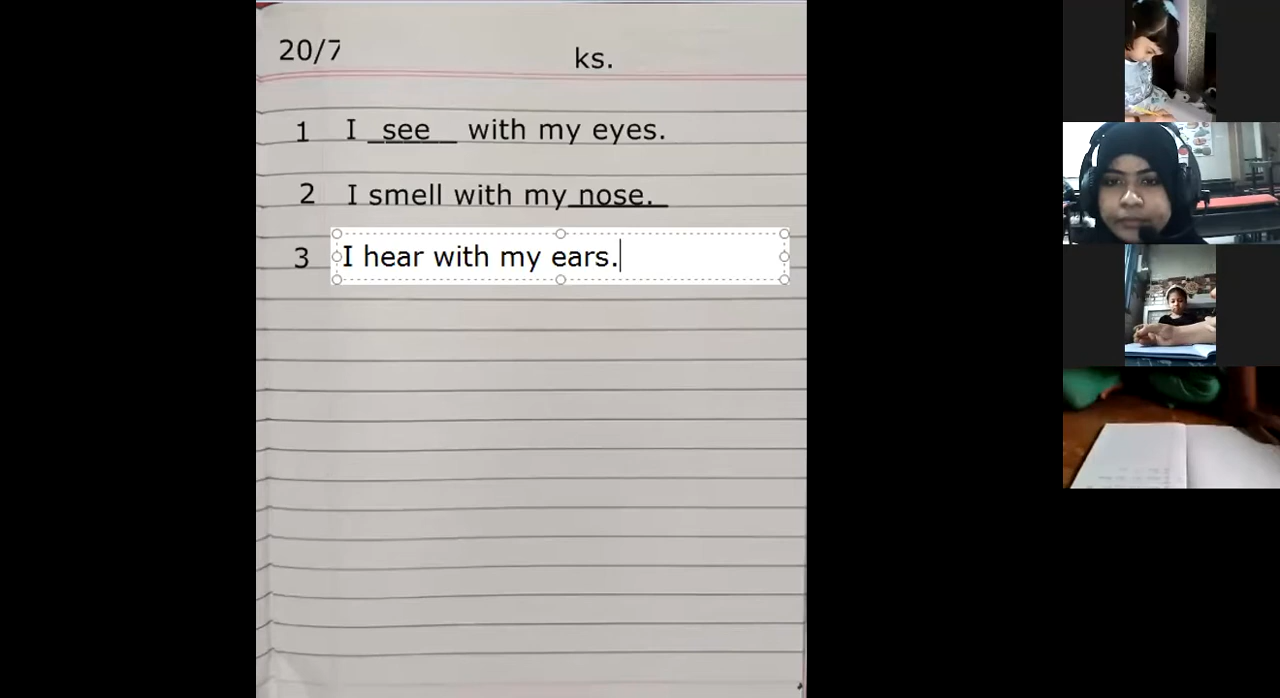 20/7 ks.
1 I see with my eyes.
2 I smell with my nose.
3 I hear with my ears.